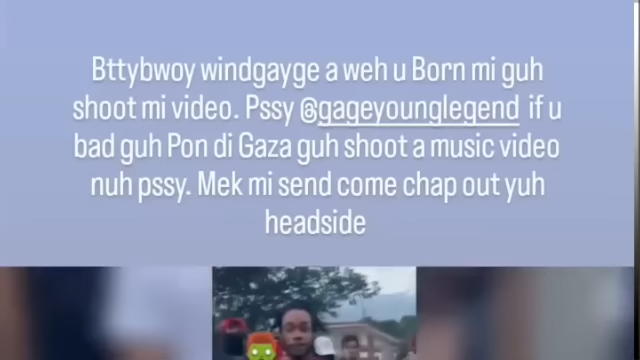 Bttybwoy windgayge a weh u Born mi guh
shoot mi video. Pssy @gageyounglegend if u
bad guh Pon di Gaza guh shoot a music video
nuh pssy. Mek mi send come chap out yuh
headside